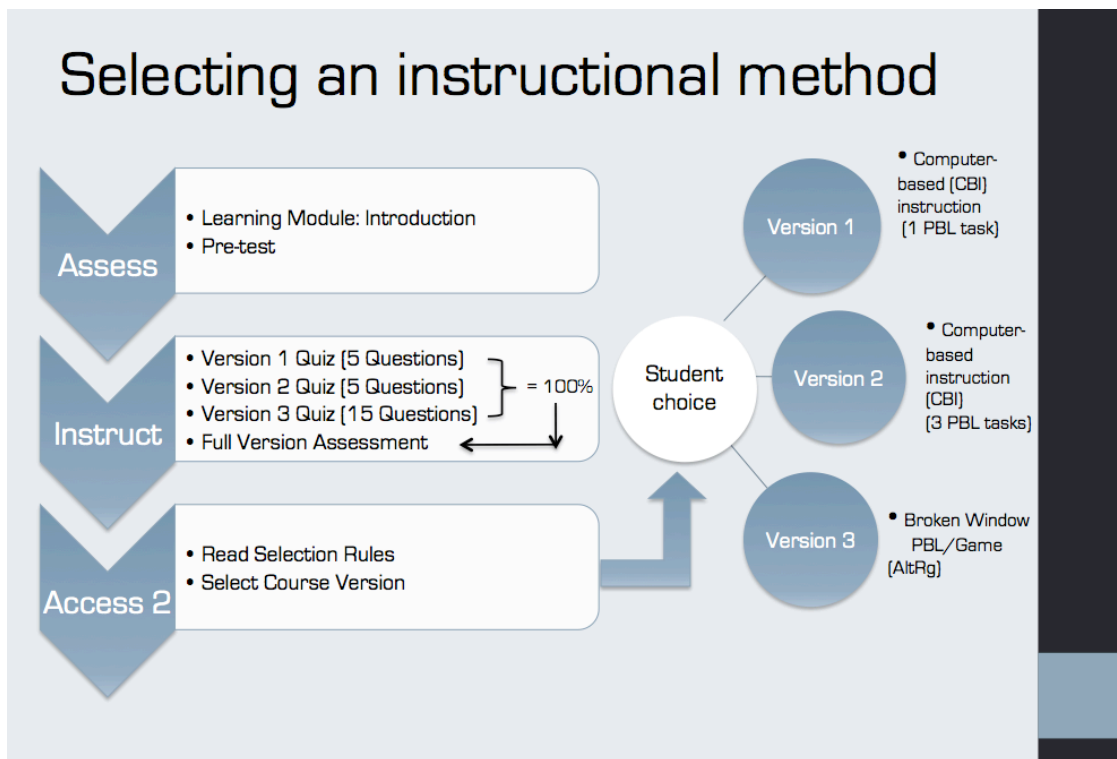 Selecting an instructional method
Assess
• Learning Module: Introduction
• Pre-test
Instruct
• Version 1 Quiz (5 Questions)
• Version 2 Quiz (5 Questions)
• Version 3 Quiz (15 Questions)
= 100%
• Full Version Assessment
Access 2
• Read Selection Rules
• Select Course Version
Student
choice
Version 1
• Computer-
based (CBI)
instruction
(1 PBL task)
Version 2
• Computer-
based
instruction
(CBI)
(3 PBL tasks)
Version 3
• Broken Window
PBL/Game
(AltRg)